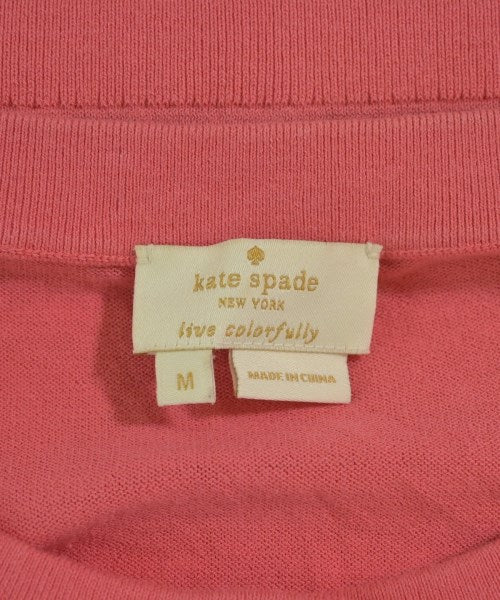 kate spade
NEW YORK
live colorfully
M
MADE IN CHINA